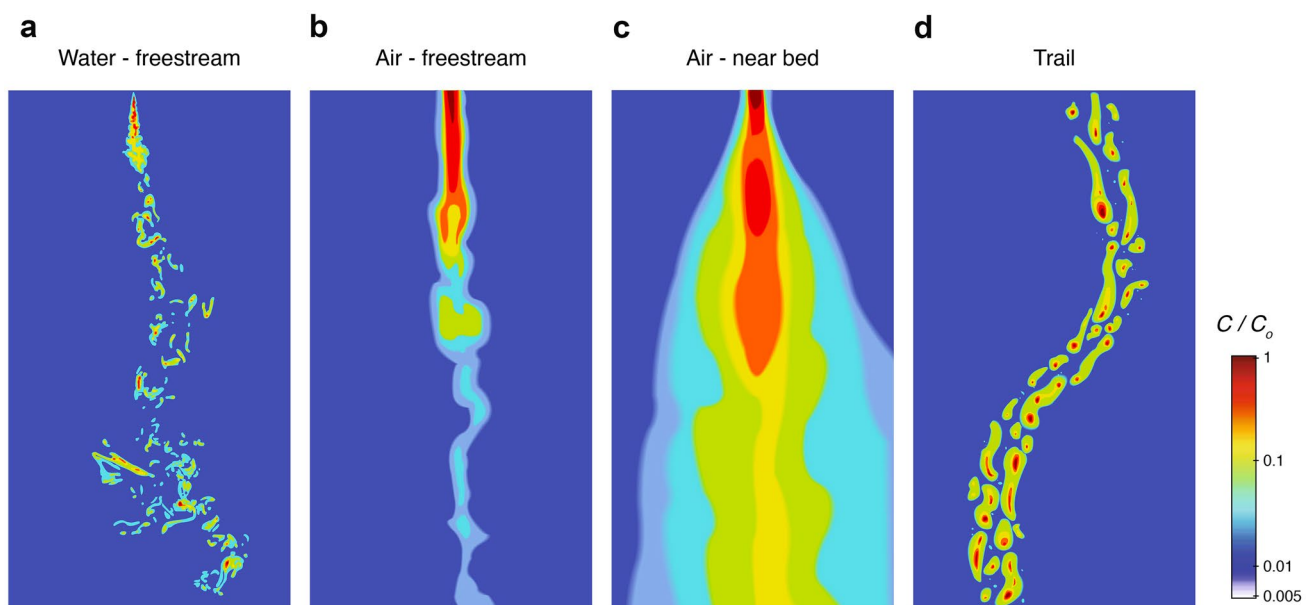 a
b
c
d
Water - freestream
Air - freestream
Air - near bed
Trail
C / Co
1
0.1
0.01
0.005